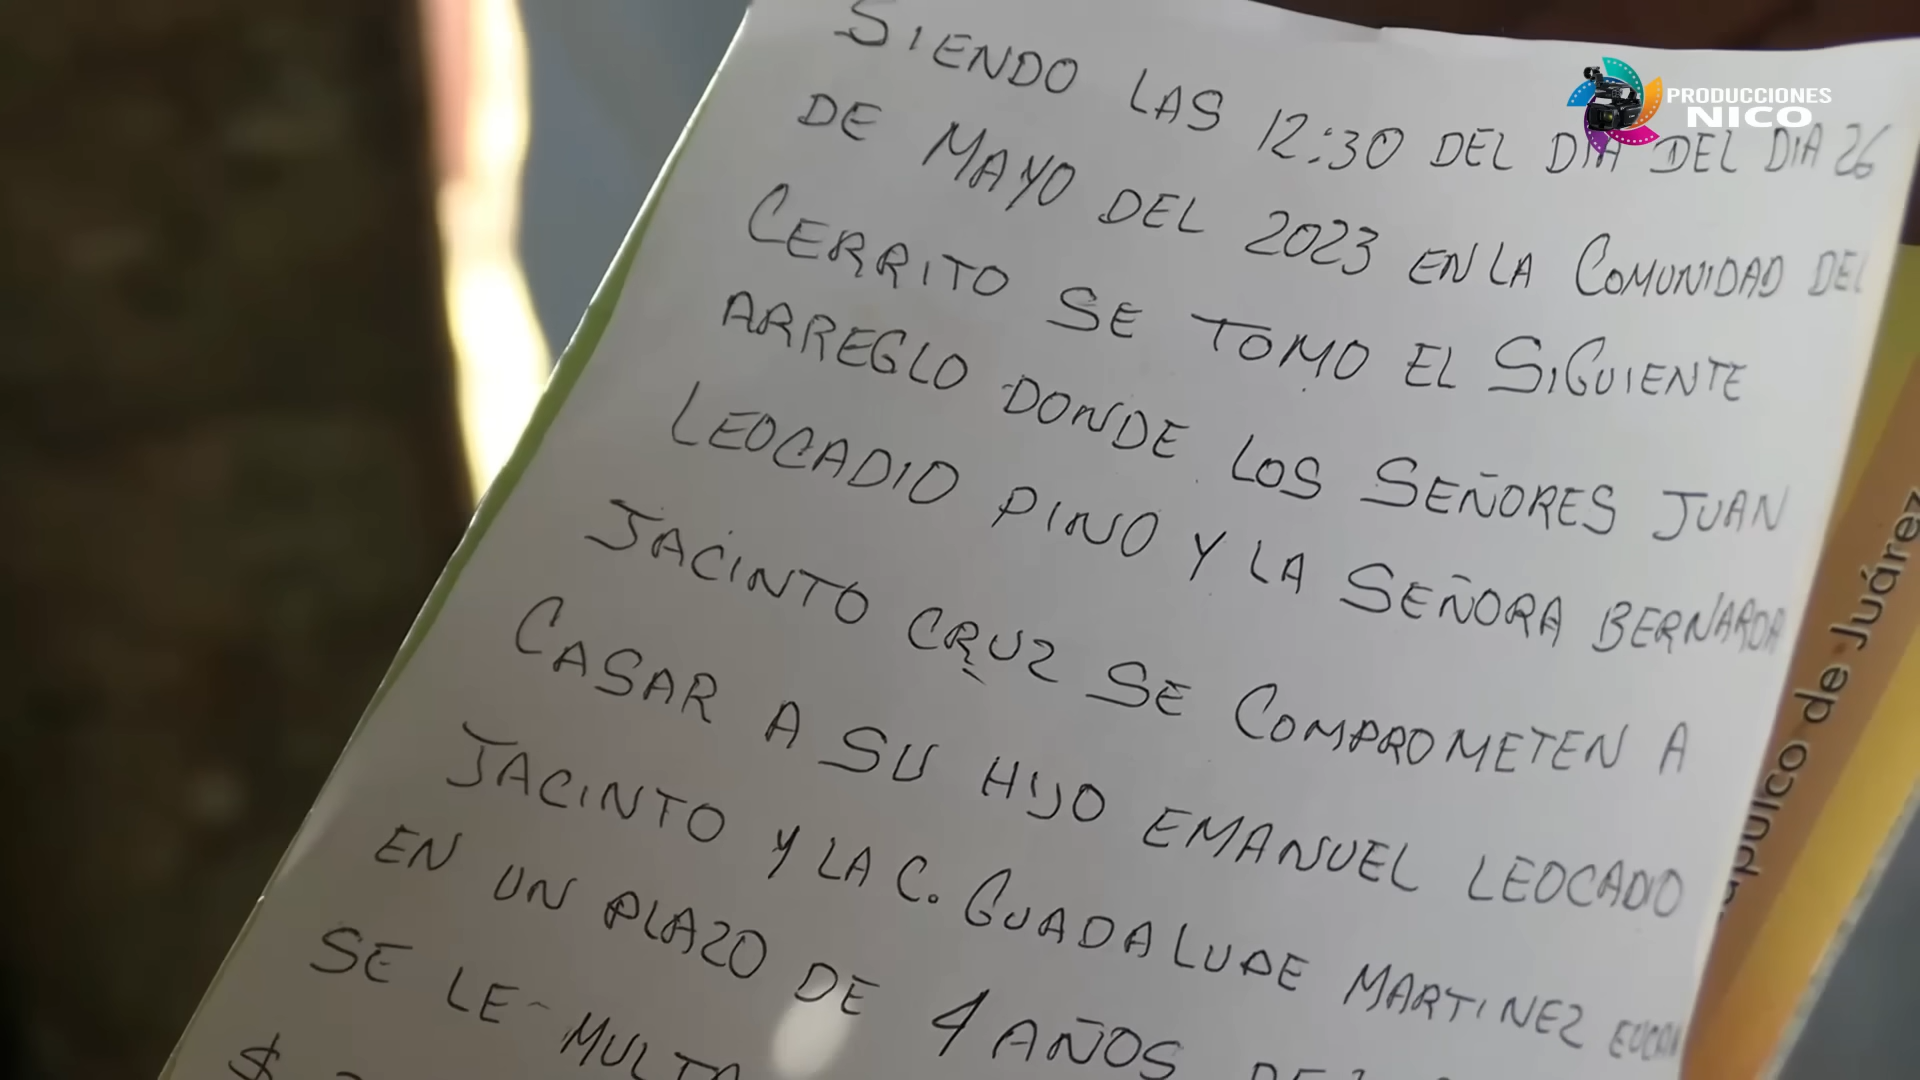 PRODUCCIONES
NICO
SIENDO LAS 12:30 DEL DIA DEL DIA 26
DE MAYO DEL 2023 EN LA COMUNIDAD DEL
CERRITO SE TOMO EL SIGUIENTE
ARREGLO DONDE LOS SEÑORES JUAN
LEOCADIO PINO Y LA SEÑORA BERNARDA
JACINTO CRUZ SE COMPROMETEN A
CASAR A SU HIJO EMANUEL LEOCADIO
JACINTO Y LA C. GUADALUPE MARTINEZ
EN UN PLAZO DE 4 AÑOS
SE LE MULTA
$
apulco de Juárez